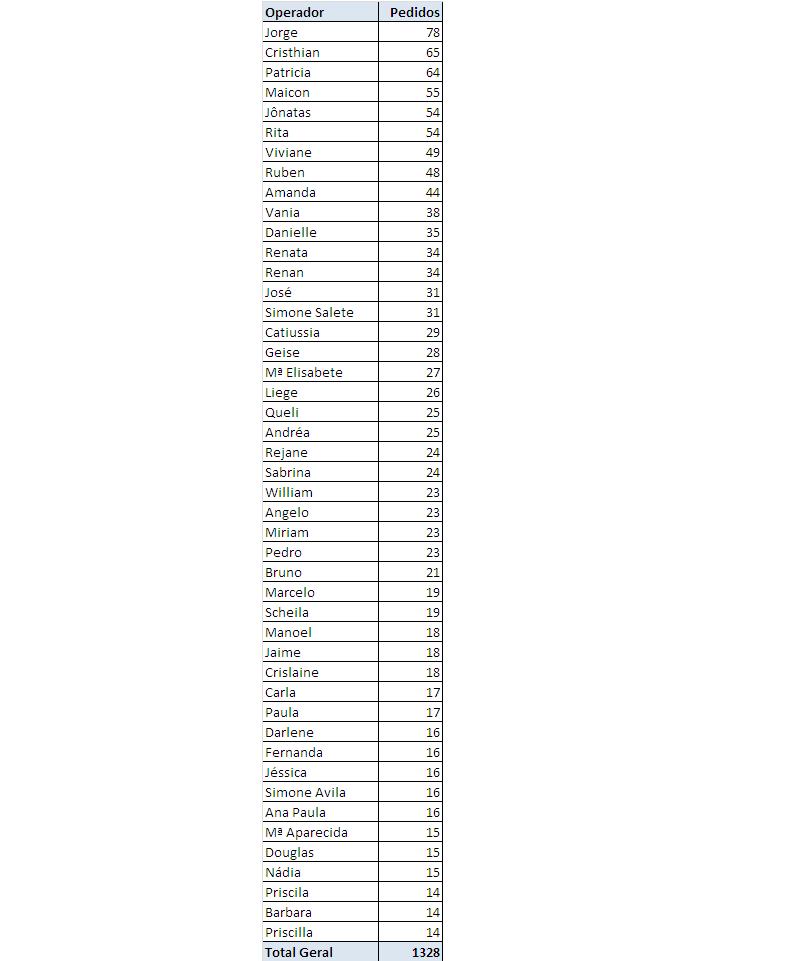 Operador Pedidos
Jorge 78
Cristhian 65
Patricia 64
Maicon 55
Jônatas 54
Rita 54
Viviane 49
Ruben 48
Amanda 44
Vania 38
Danielle 35
Renata 34
Renan 34
José 31
Simone Salete 31
Catiussia 29
Geise 28
Mª Elisabete 27
Liege 26
Queli 25
Andréa 25
Rejane 24
Sabrina 24
William 23
Angelo 23
Miriam 23
Pedro 23
Bruno 21
Marcelo 19
Scheila 19
Manoel 18
Jaime 18
Crislaine 18
Carla 17
Paula 17
Darlene 16
Fernanda 16
Jéssica 16
Simone Avila 16
Ana Paula 16
Mª Aparecida 15
Douglas 15
Nádia 15
Priscila 14
Barbara 14
Priscilla 14
Total Geral 1328